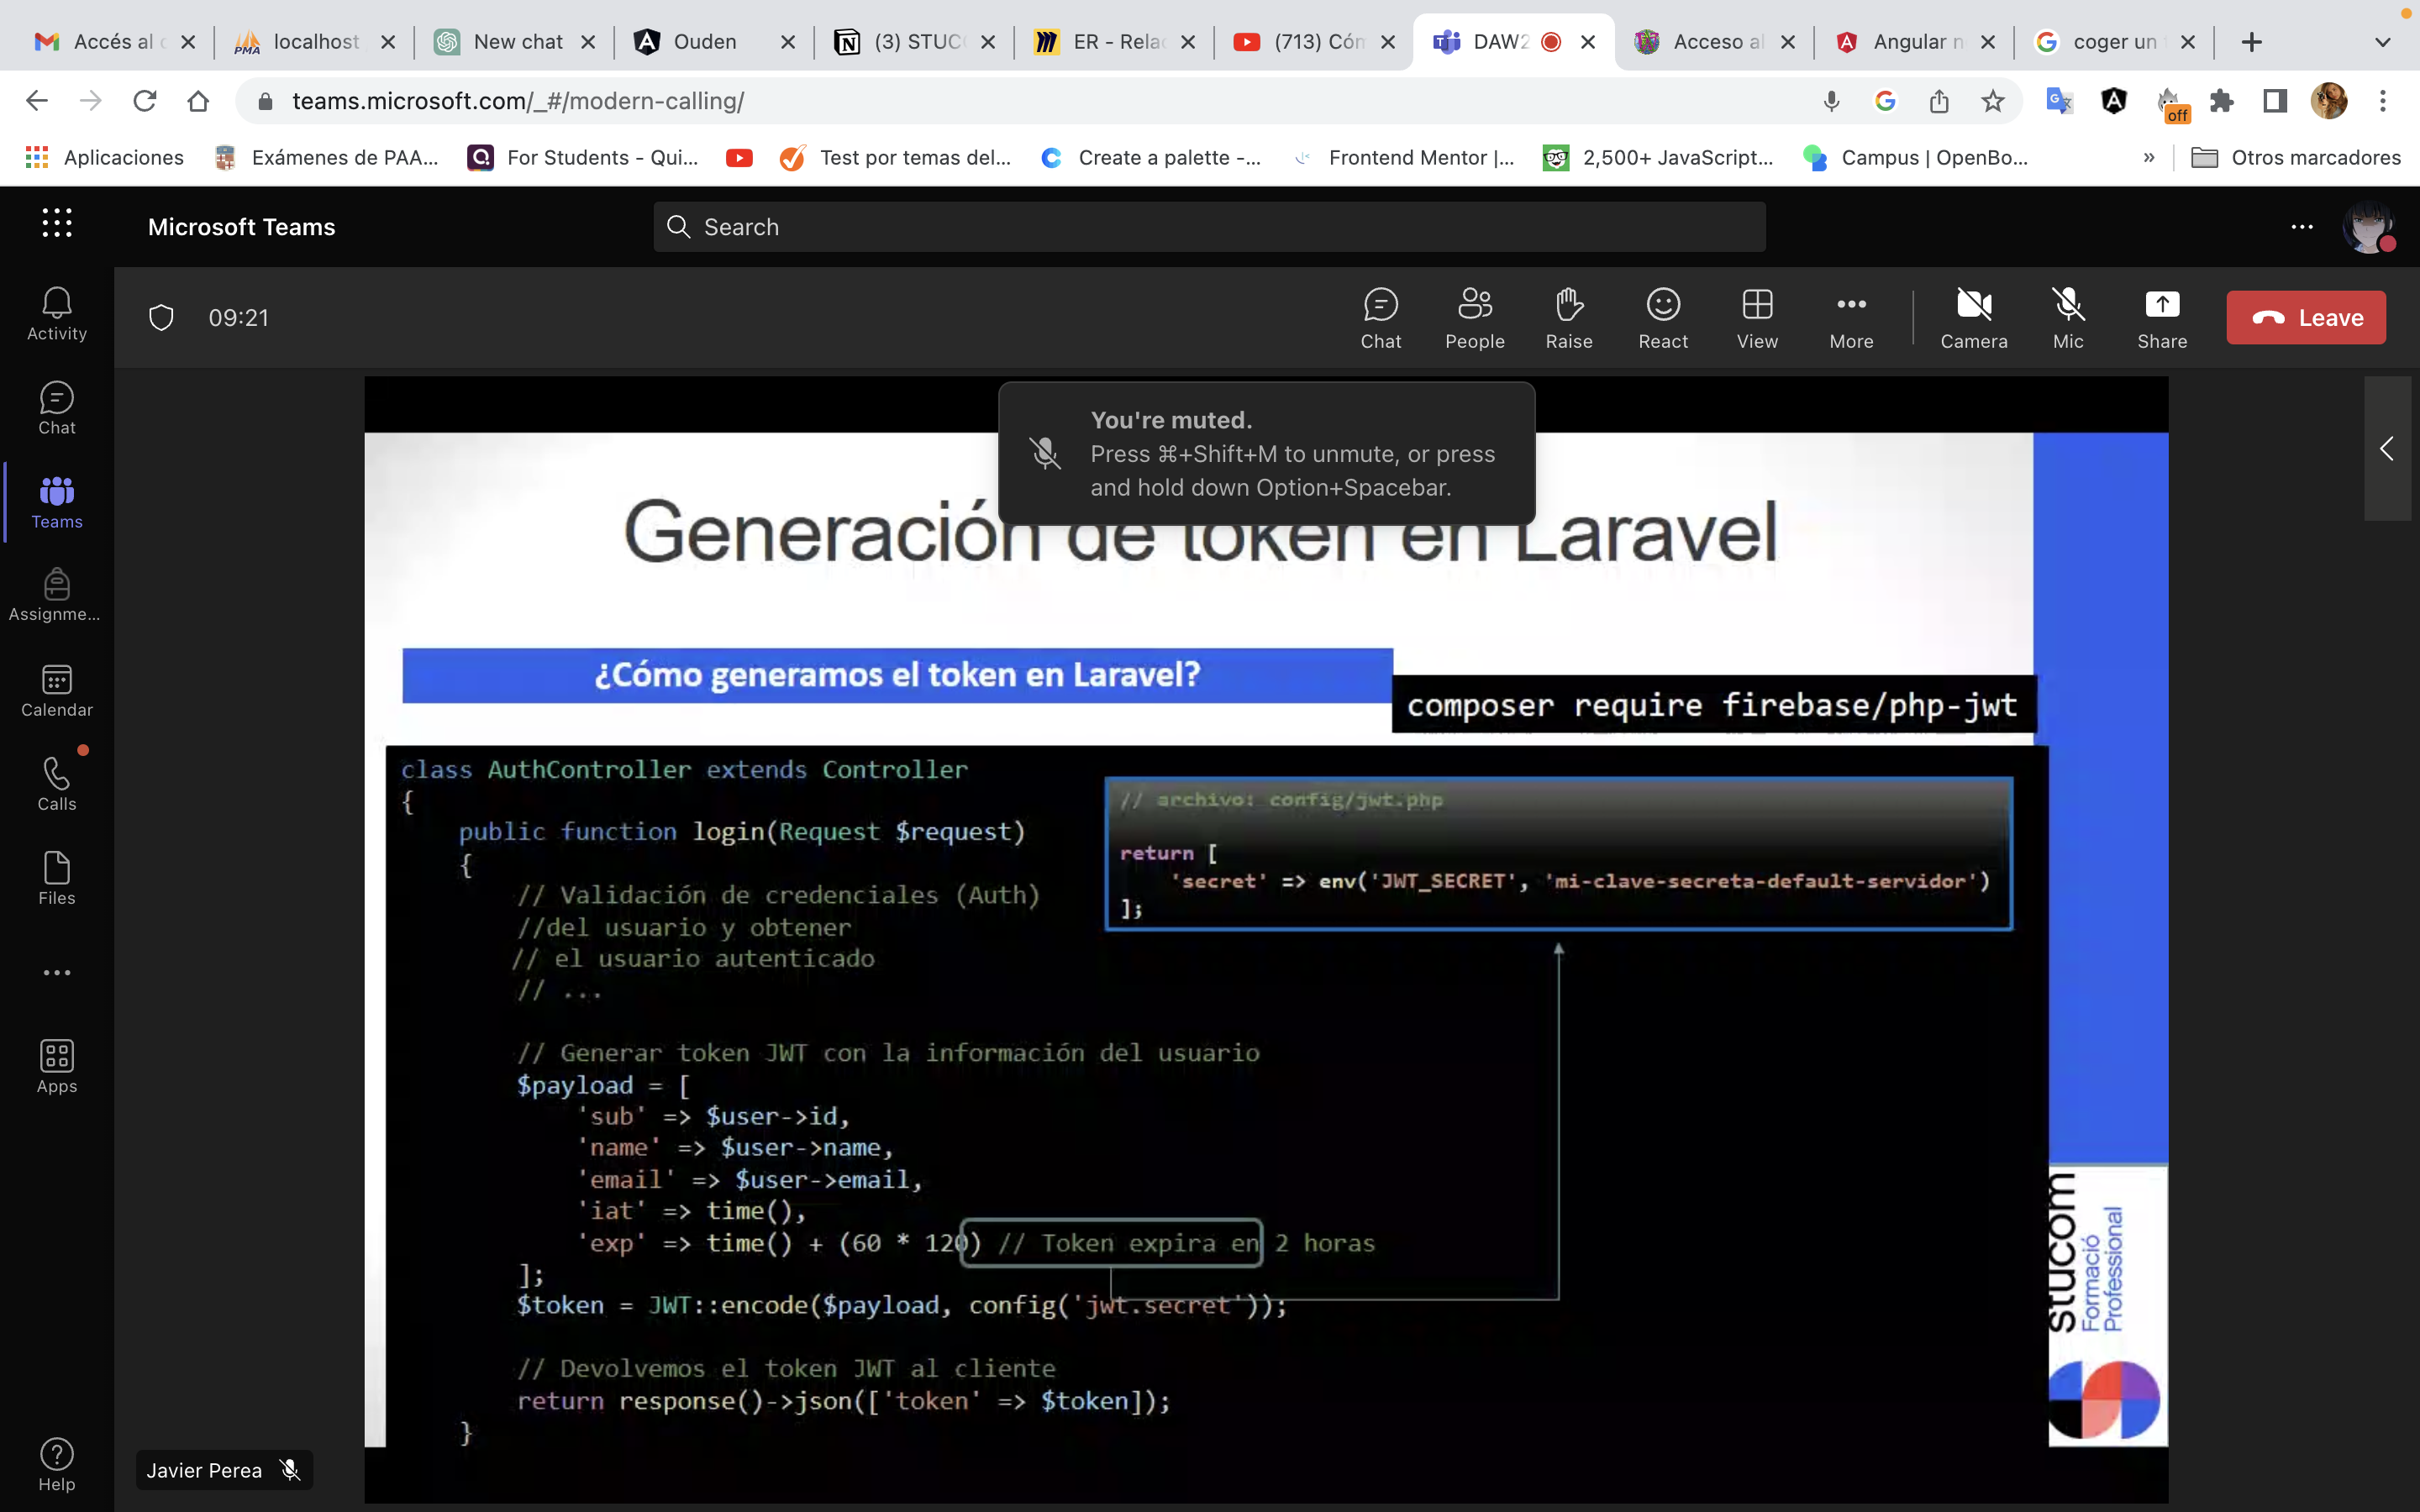 Accés al
localhost
New chat
Ouden
(3) STUC
ER - Rela
(713) Cóm
DAW2
Acceso al
Angular n
coger un
teams.microsoft.com/_#/modern-calling/
off
Aplicaciones
Exámenes de PAA...
For Students - Qui...
Test por temas del...
Create a palette -...
Frontend Mentor |...
2,500+ JavaScript...
Campus | OpenBo...
»
Otros marcadores
Microsoft Teams
Search
09:21
Chat
People
Raise
React
View
More
Camera
Mic
Share
Leave
Activity
Chat
Teams
Assignme...
Calendar
Calls
Files
Apps
Help
You're muted.
Press ⌘+Shift+M to unmute, or press
and hold down Option+Spacebar.
Generación de token en Laravel
¿Cómo generamos el token en Laravel?
composer require firebase/php-jwt
class AuthController extends Controller
{
public function login(Request $request)
{
// Validación de credenciales (Auth)
//del usuario y obtener
// el usuario autenticado
// ...
// Generar token JWT con la información del usuario
$payload = [
'sub' => $user->id,
'name' => $user->name,
'email' => $user->email,
'iat' => time(),
'exp' => time() + (60 * 120) // Token expira en 2 horas
];
$token = JWT::encode($payload, config('jwt.secret'));
// Devolvemos el token JWT al cliente
return response()->json(['token' => $token]);
}
// archivo: config/jwt.php
return [
'secret' => env('JWT_SECRET', 'mi-clave-secreta-default-servidor')
];
stucom
Formació
Professional
Javier Perea